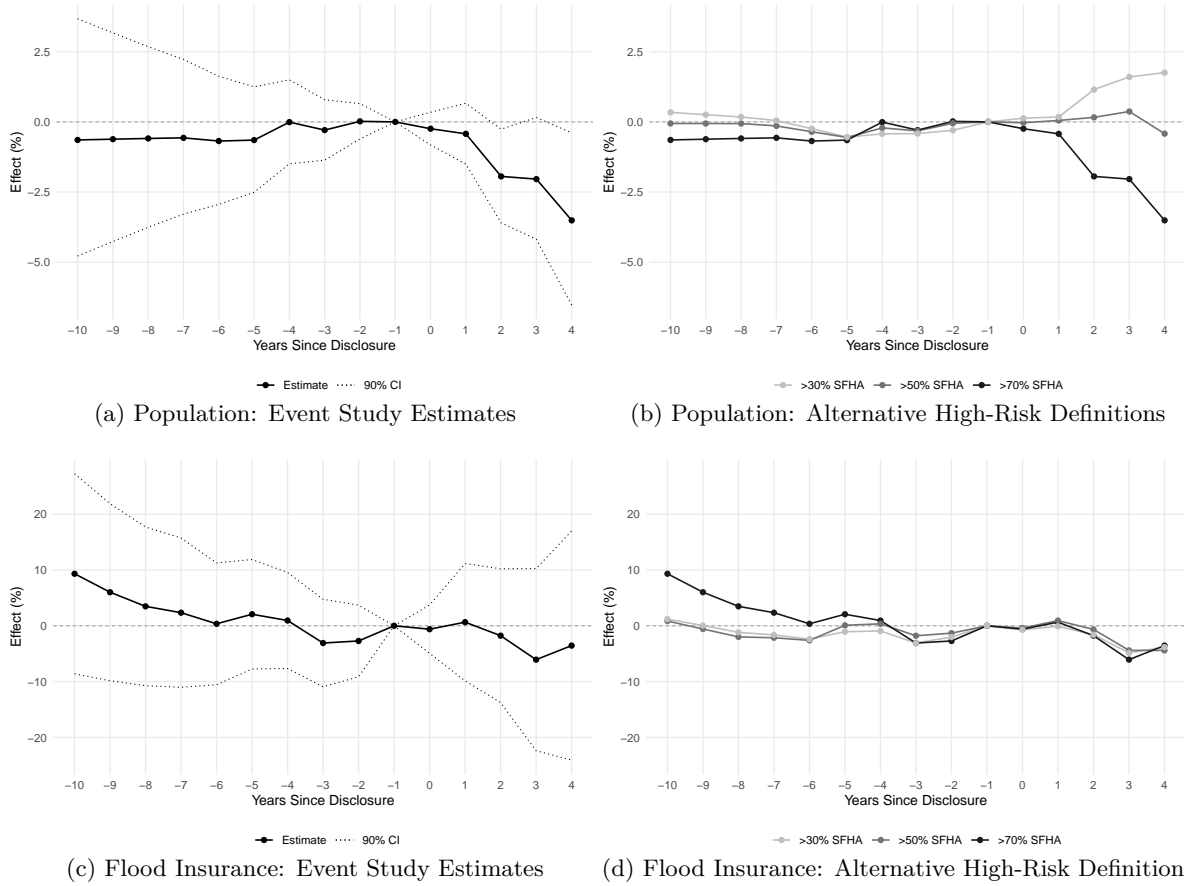 2.5
0.0
−2.5
−5.0
Effect (%)
−10 −9 −8 −7 −6 −5 −4 −3 −2 −1 0 1 2 3 4
Years Since Disclosure
Estimate 90% CI
(a) Population: Event Study Estimates
2.5
0.0
−2.5
−5.0
Effect (%)
−10 −9 −8 −7 −6 −5 −4 −3 −2 −1 0 1 2 3 4
Years Since Disclosure
>30% SFHA >50% SFHA >70% SFHA
(b) Population: Alternative High-Risk Definitions
20
10
0
−10
−20
Effect (%)
−10 −9 −8 −7 −6 −5 −4 −3 −2 −1 0 1 2 3 4
Years Since Disclosure
Estimate 90% CI
(c) Flood Insurance: Event Study Estimates
20
10
0
−10
−20
Effect (%)
−10 −9 −8 −7 −6 −5 −4 −3 −2 −1 0 1 2 3 4
Years Since Disclosure
>30% SFHA >50% SFHA >70% SFHA
(d) Flood Insurance: Alternative High-Risk Definition